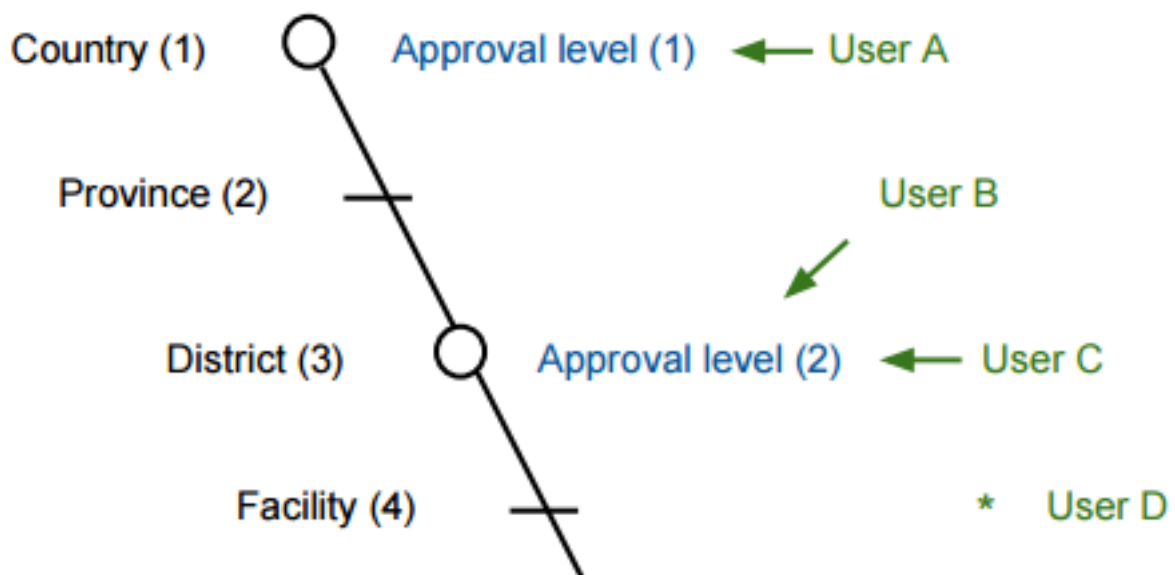 Country (1) Approval level (1) User A
Province (2) User B
District (3) Approval level (2) User C
Facility (4) * User D